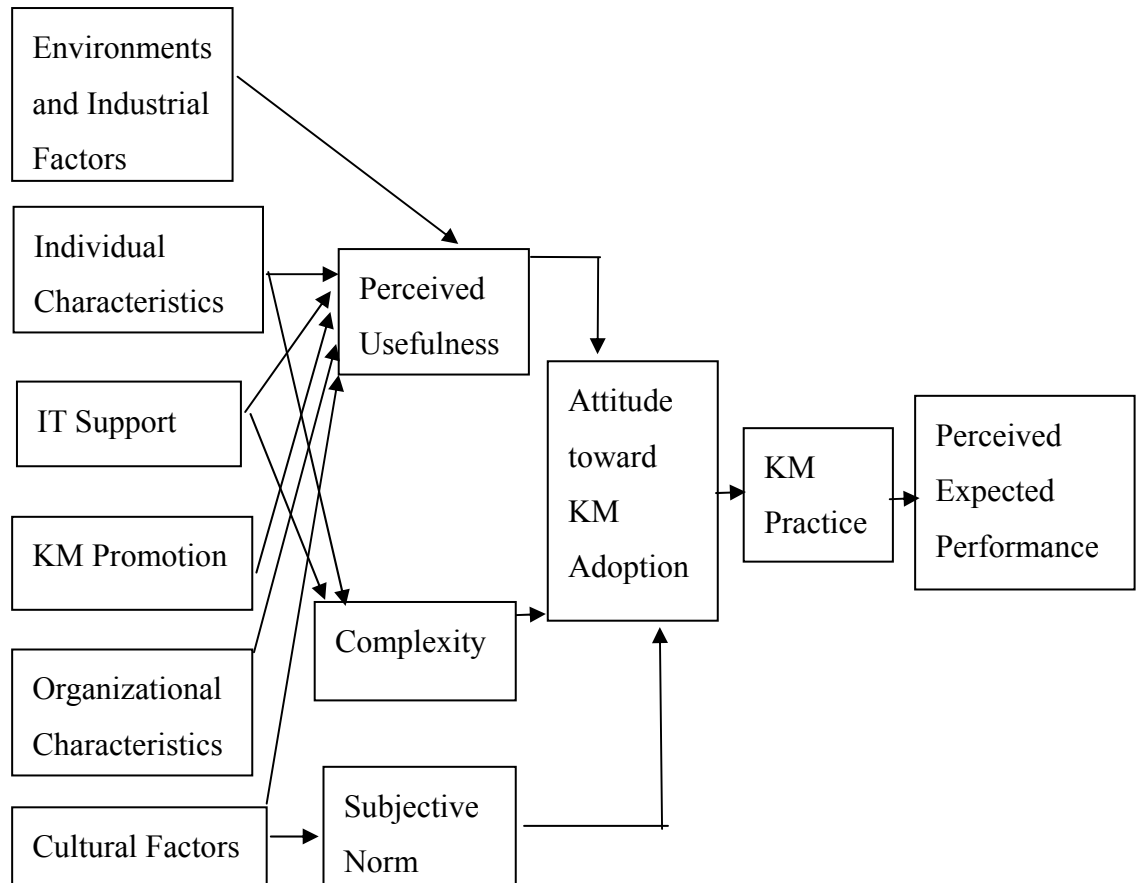 Environments
and Industrial
Factors
Individual
Characteristics
IT Support
KM Promotion
Organizational
Characteristics
Cultural Factors
Perceived
Usefulness
Complexity
Subjective
Norm
Attitude
toward
KM
Adoption
KM
Practice
Perceived
Expected
Performance